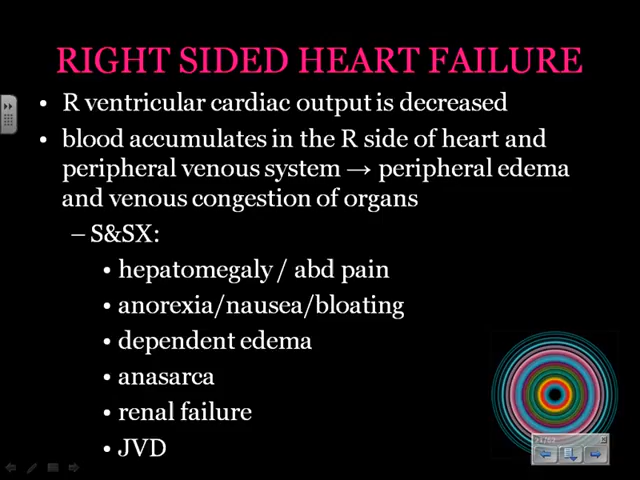 RIGHT SIDED HEART FAILURE
• R ventricular cardiac output is decreased
• blood accumulates in the R side of heart and
peripheral venous system → peripheral edema
and venous congestion of organs
– S&SX:
• hepatomegaly / abd pain
• anorexia/nausea/bloating
• dependent edema
• anasarca
• renal failure
• JVD